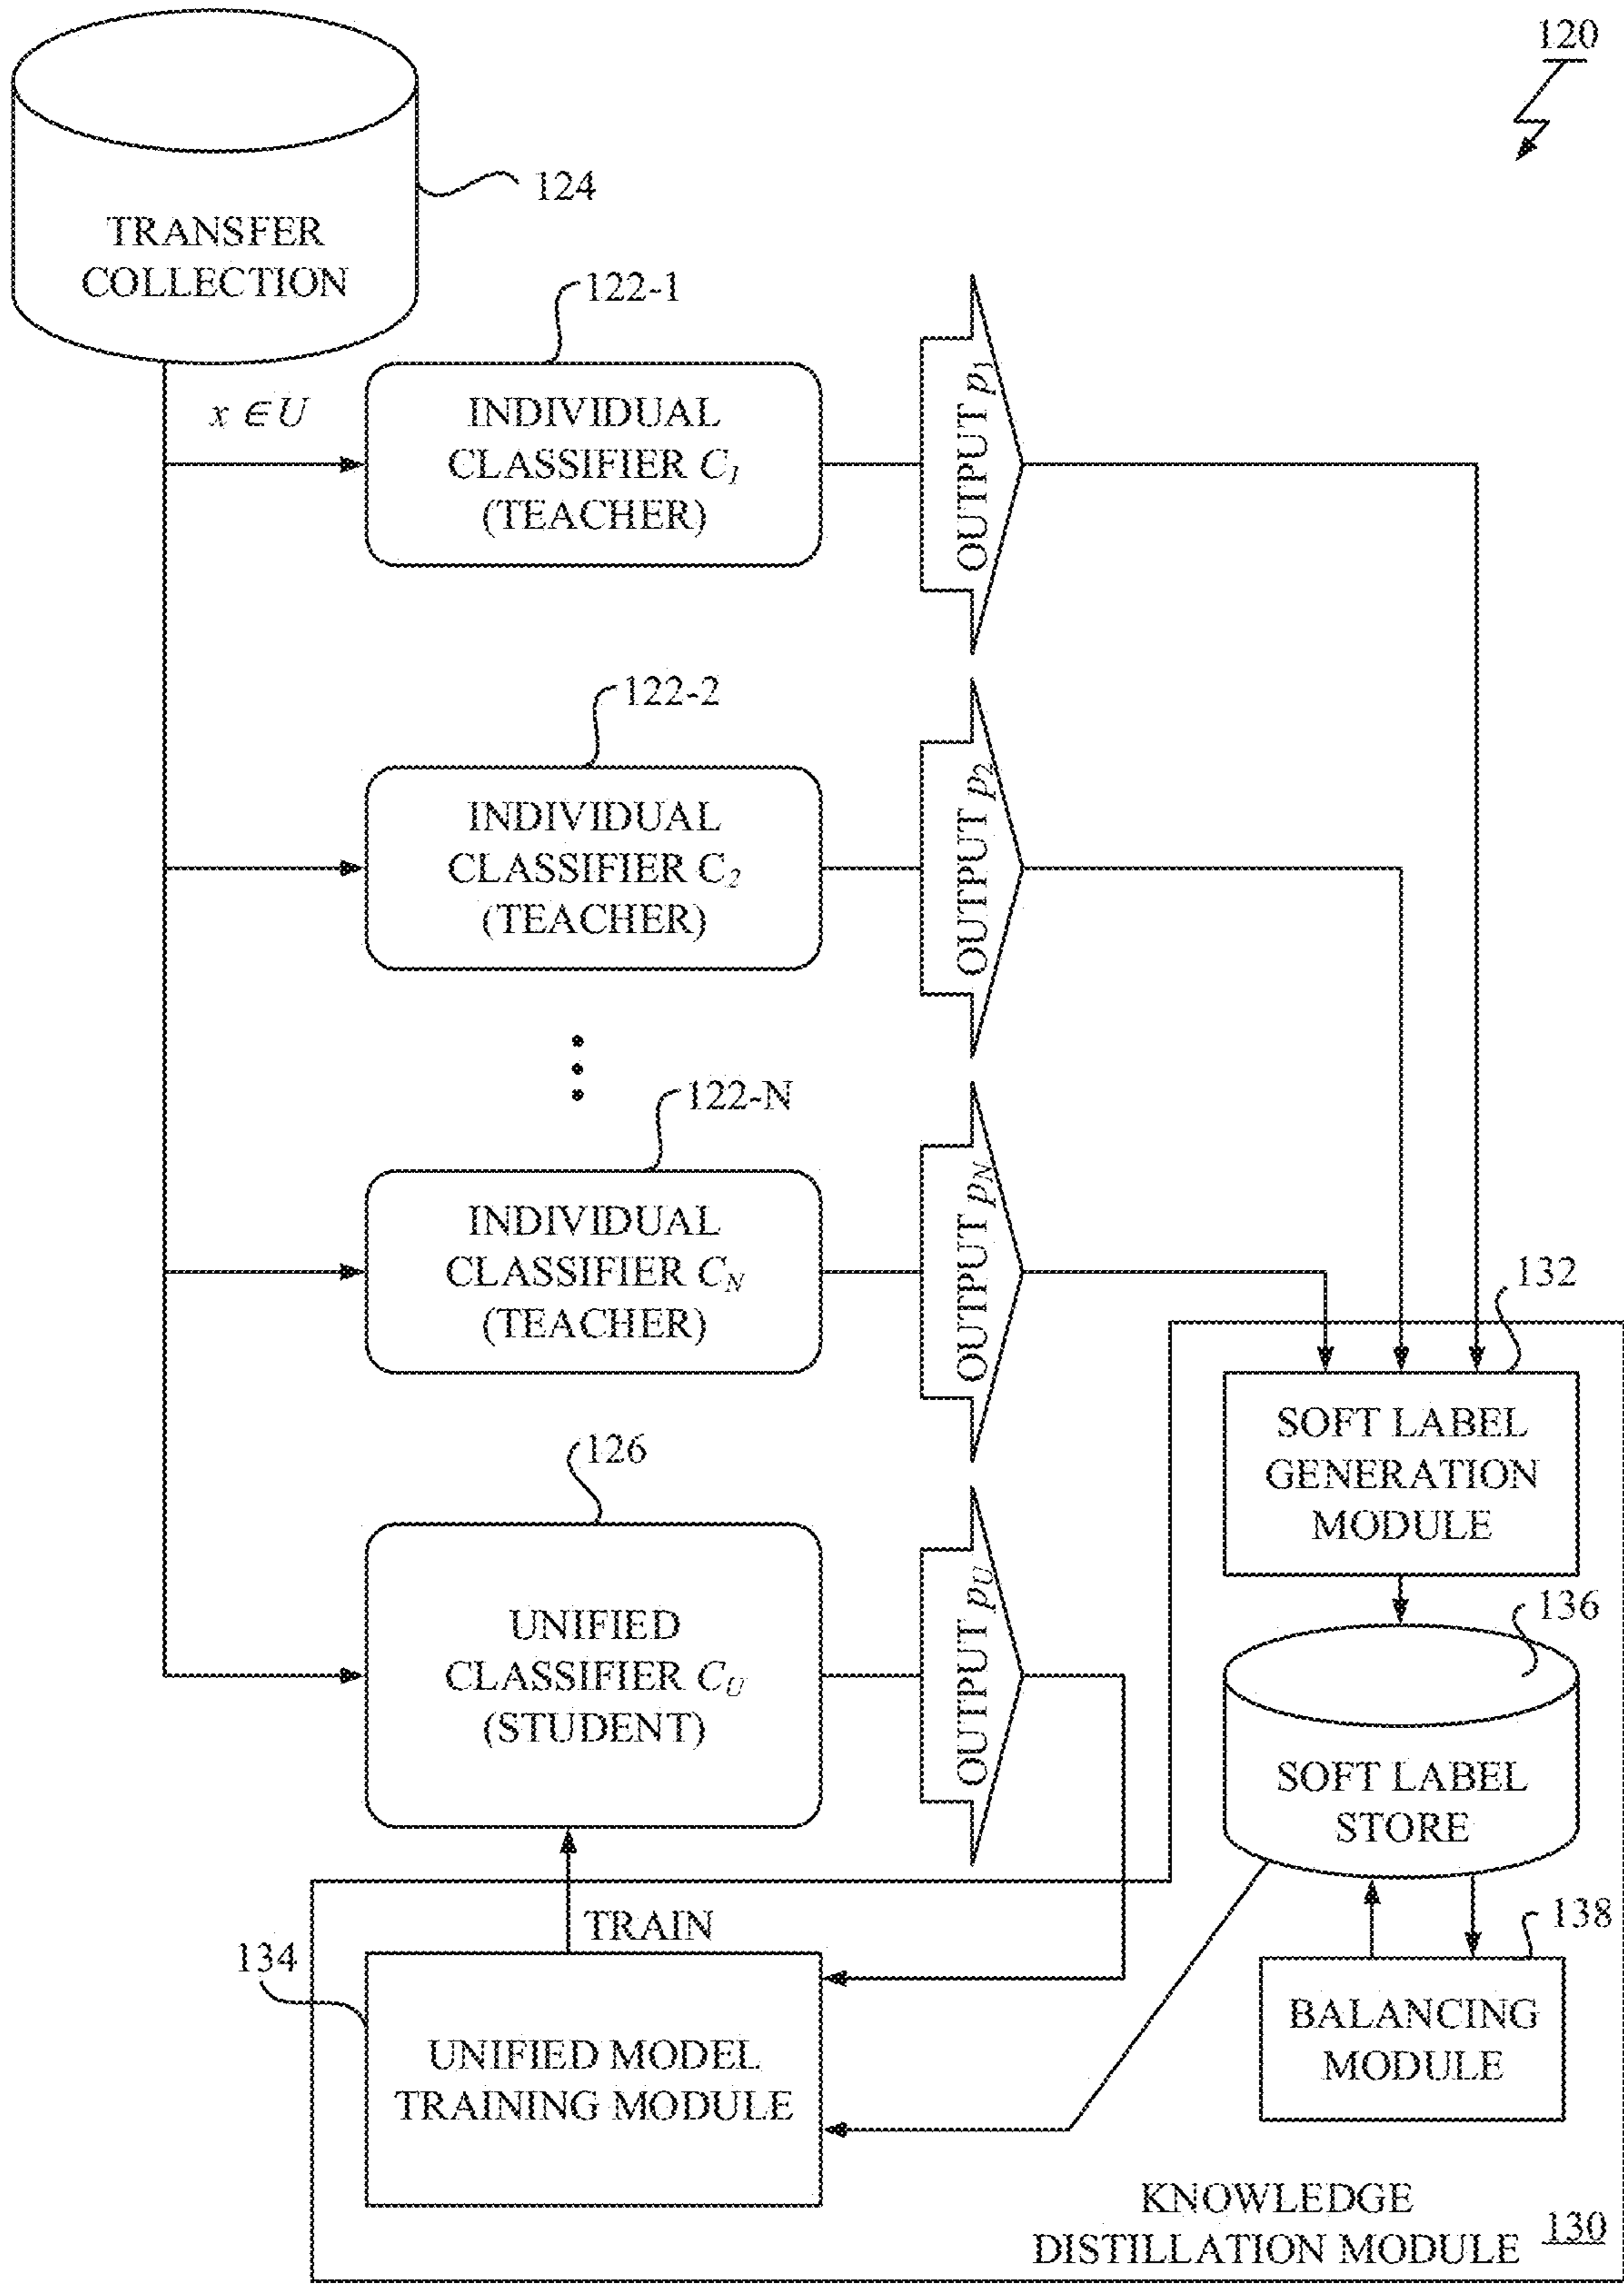 120
124
TRANSFER
COLLECTION
122-1
x ∈ U
INDIVIDUAL
CLASSIFIER C1
(TEACHER)
OUTPUT p1
122-2
INDIVIDUAL
CLASSIFIER C2
(TEACHER)
OUTPUT p2
122-N
INDIVIDUAL
CLASSIFIER CN
(TEACHER)
OUTPUT pN
132
SOFT LABEL
GENERATION
MODULE
126
UNIFIED
CLASSIFIER CU
(STUDENT)
OUTPUT pU
136
SOFT LABEL
STORE
TRAIN
134
UNIFIED MODEL
TRAINING MODULE
138
BALANCING
MODULE
KNOWLEDGE
DISTILLATION MODULE 130